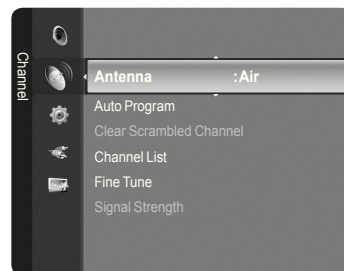 Channel
Antenna :Air
Auto Program
Clear Scrambled Channel
Channel List
Fine Tune
Signal Strength